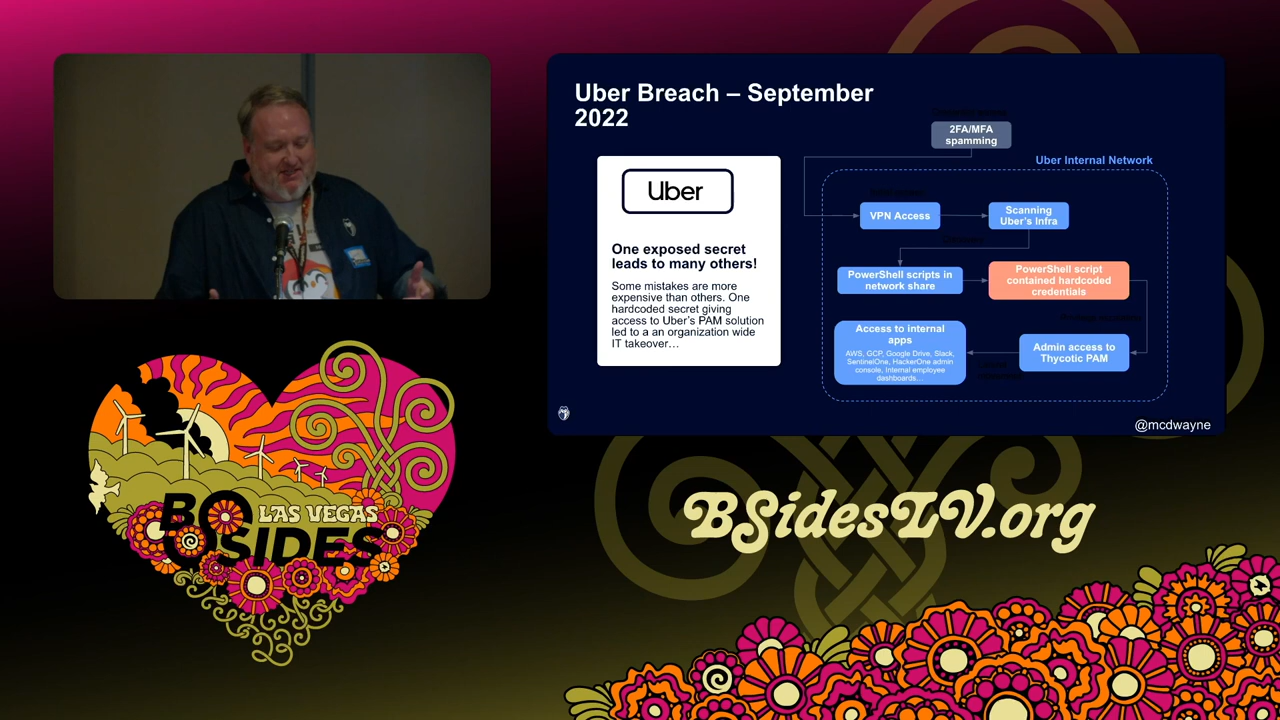 Uber Breach – September
2022
2FA/MFA
spamming
Uber Internal Network
Uber
One exposed secret
leads to many others!
Some mistakes are more
expensive than others. One
hardcoded secret giving
access to Uber's PAM solution
led to a an organization wide
IT takeover…
VPN Access
Scanning
Uber's Infra
PowerShell scripts in
network share
PowerShell script
contained hardcoded
credentials
Access to internal
apps
AWS, GCP, Google Drive, Slack,
SentinelOne, HackerOne admin
console, Internal employee
dashboards…
Admin access to
Thycotic PAM
@mcdwayne
LAS VEGAS
BSIDES
BSidesLV.org